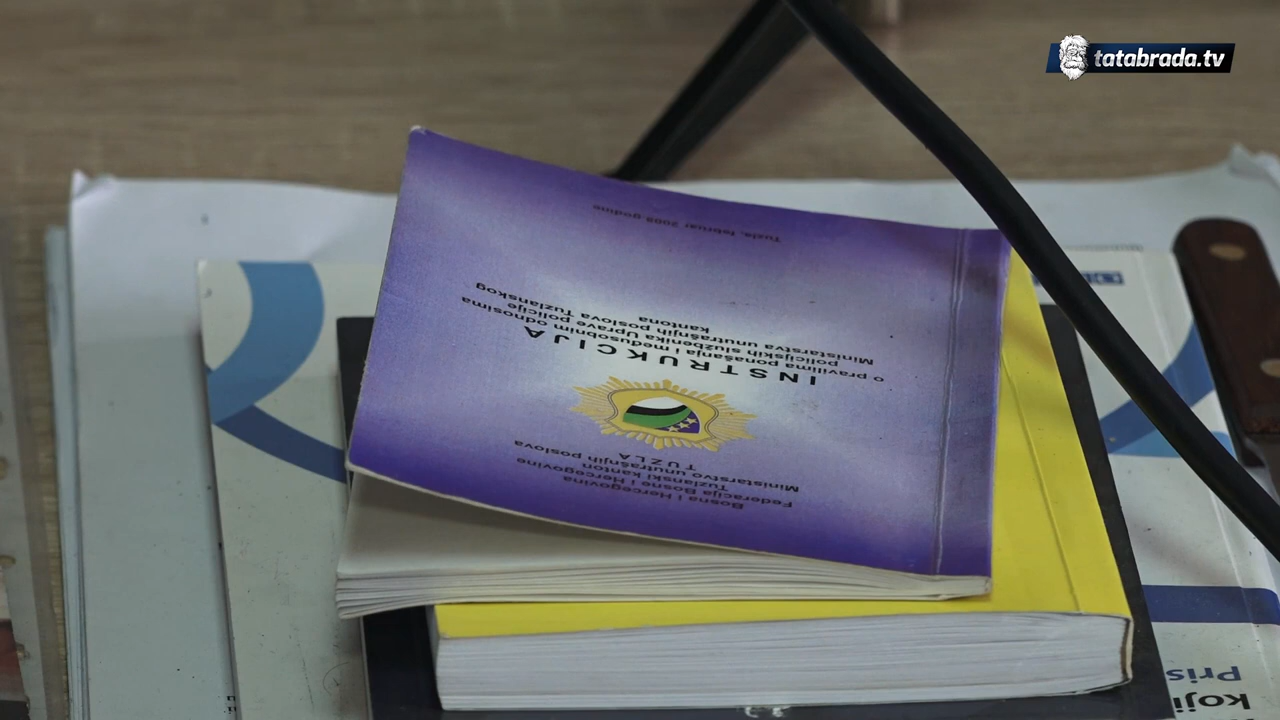 tatabrada.tv
Bosna i Hercegovina
Federacija Bosne i Hercegovine
Tuzlanski kanton
Ministarstvo unutrašnjih poslova
TUZLA
INSTRUKCIJA
o pravilima ponašanja i međusobnim odnosima
policijskih službenika Uprave policije
Ministarstva unutrašnjih poslova Tuzlanskog
kantona
Tuzla, februar 2008 godine
Pris
koji